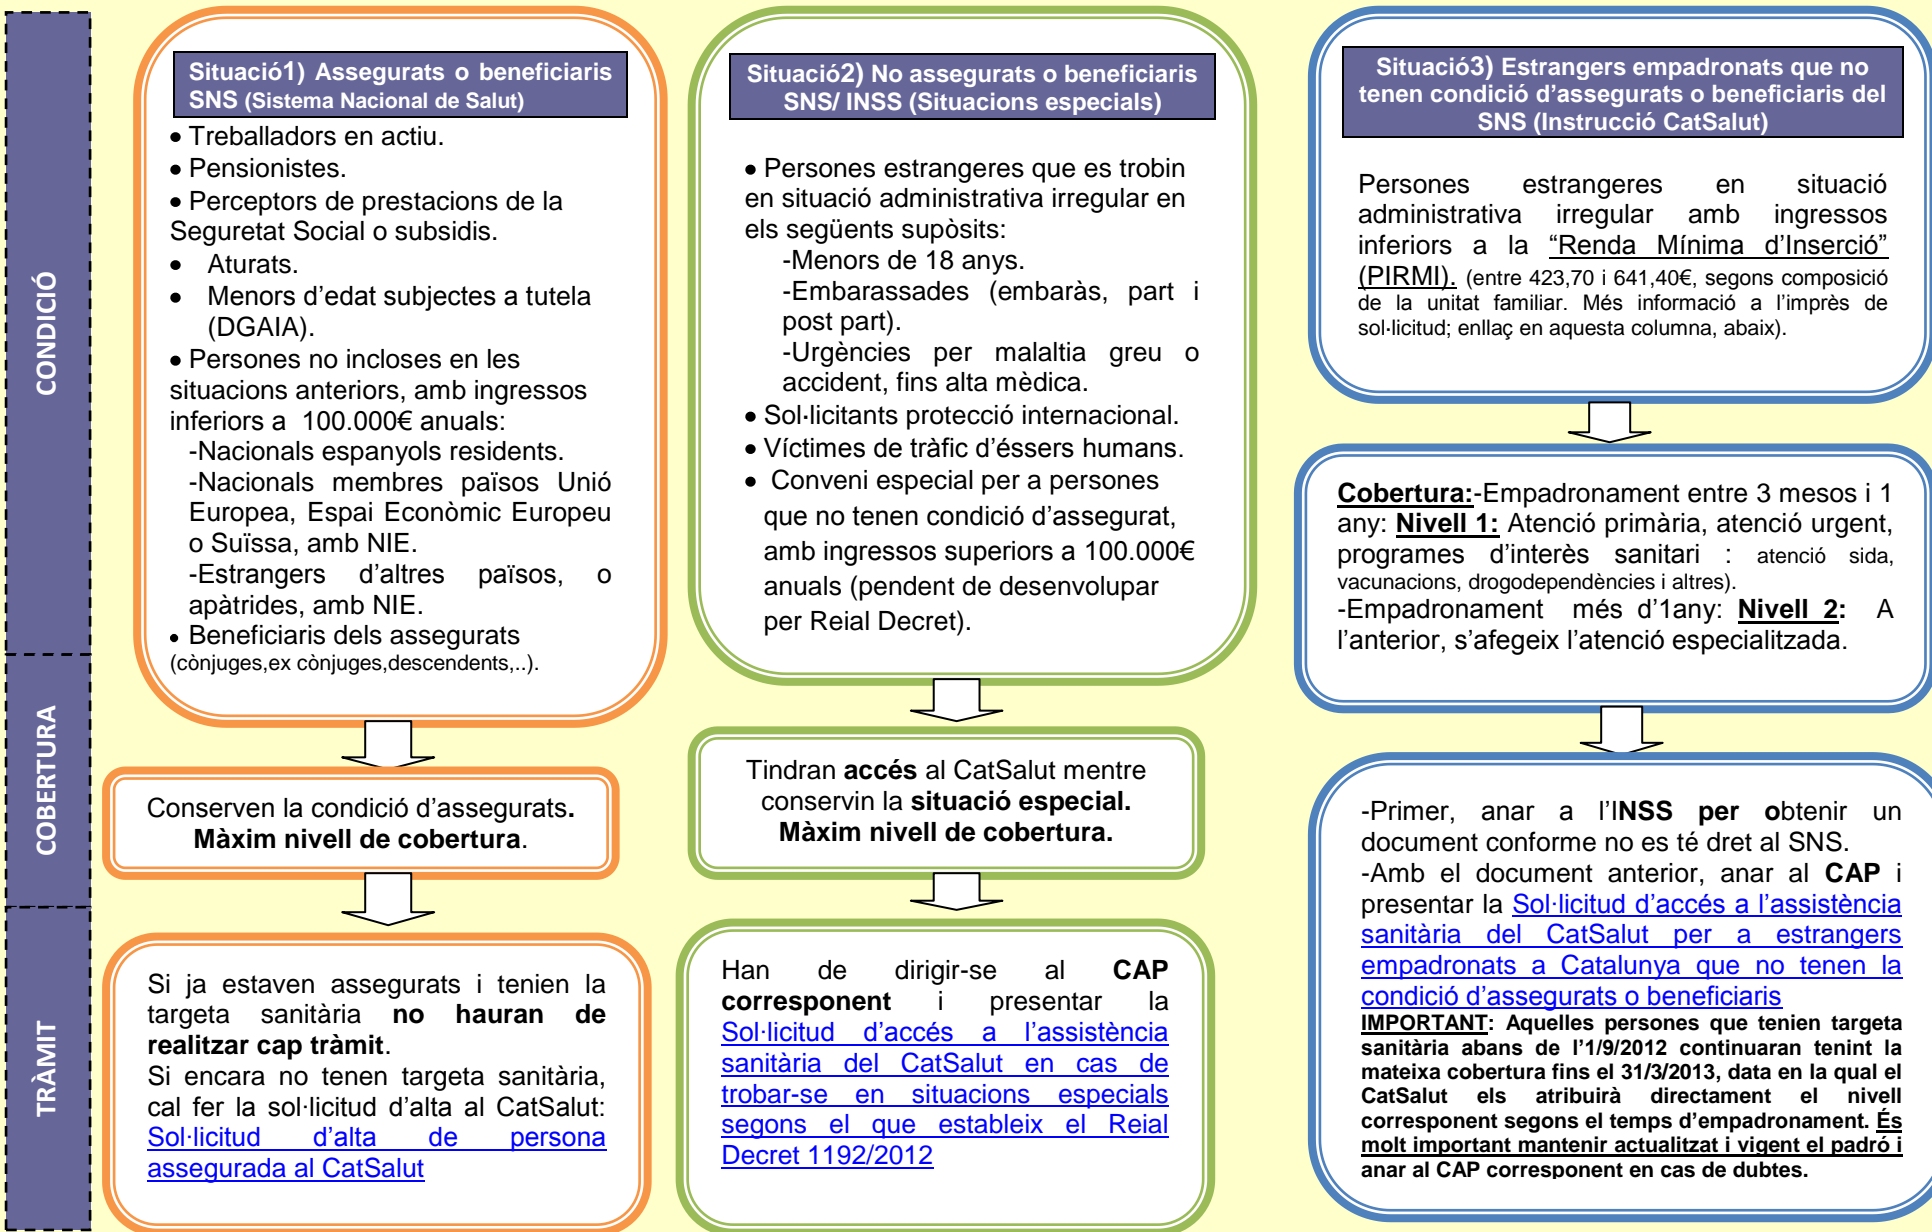 CONDICIÓ
COBERTURA
TRÀMIT
Situació1) Assegurats o beneficiaris
SNS (Sistema Nacional de Salut)
• Treballadors en actiu.
• Pensionistes.
• Perceptors de prestacions de la
Seguretat Social o subsidis.
• Aturats.
• Menors d’edat subjectes a tutela
(DGAIA).
• Persones no incloses en les
situacions anteriors, amb ingressos
inferiors a 100.000€ anuals:
-Nacionals espanyols residents.
-Nacionals membres països Unió
Europea, Espai Econòmic Europeu
o Suïssa, amb NIE.
-Estrangers d’altres països, o
apàtrides, amb NIE.
• Beneficiaris dels assegurats
(cònjuges,ex cònjuges,descendents,..).
Conserven la condició d’assegurats.
Màxim nivell de cobertura.
Si ja estaven assegurats i tenien la
targeta sanitària no hauran de
realitzar cap tràmit.
Si encara no tenen targeta sanitària,
cal fer la sol·licitud d’alta al CatSalut:
Sol·licitud d’alta de persona
assegurada al CatSalut
Situació2) No assegurats o beneficiaris
SNS/ INSS (Situacions especials)
• Persones estrangeres que es trobin
en situació administrativa irregular en
els següents supòsits:
-Menors de 18 anys.
-Embarassades (embaràs, part i
post part).
-Urgències per malaltia greu o
accident, fins alta mèdica.
• Sol·licitants protecció internacional.
• Víctimes de tràfic d’éssers humans.
• Conveni especial per a persones
que no tenen condició d’assegurat,
amb ingressos superiors a 100.000€
anuals (pendent de desenvolupar
per Reial Decret).
Tindran accés al CatSalut mentre
conservin la situació especial.
Màxim nivell de cobertura.
Han de dirigir-se al CAP
corresponent i presentar la
Sol·licitud d’accés a l’assistència
sanitària del CatSalut en cas de
trobar-se en situacions especials
segons el que estableix el Reial
Decret 1192/2012
Situació3) Estrangers empadronats que no
tenen condició d’assegurats o beneficiaris del
SNS (Instrucció CatSalut)
Persones estrangeres en situació
administrativa irregular amb ingressos
inferiors a la “Renda Mínima d’Inserció”
(PIRMI). (entre 423,70 i 641,40€, segons composició
de la unitat familiar. Més informació a l’imprès de
sol·licitud; enllaç en aquesta columna, abaix).
Cobertura:-Empadronament entre 3 mesos i 1
any: Nivell 1: Atenció primària, atenció urgent,
programes d’interès sanitari : atenció sida,
vacunacions, drogodependències i altres).
-Empadronament més d’1any: Nivell 2: A
l’anterior, s’afegeix l’atenció especialitzada.
-Primer, anar a l’INSS per obtenir un
document conforme no es té dret al SNS.
-Amb el document anterior, anar al CAP i
presentar la Sol·licitud d’accés a l’assistència
sanitària del CatSalut per a estrangers
empadronats a Catalunya que no tenen la
condició d’assegurats o beneficiaris
IMPORTANT: Aquelles persones que tenien targeta
sanitària abans de l’1/9/2012 continuaran tenint la
mateixa cobertura fins el 31/3/2013, data en la qual el
CatSalut els atribuirà directament el nivell
corresponent segons el temps d’empadronament. És
molt important mantenir actualitzat i vigent el padró i
anar al CAP corresponent en cas de dubtes.